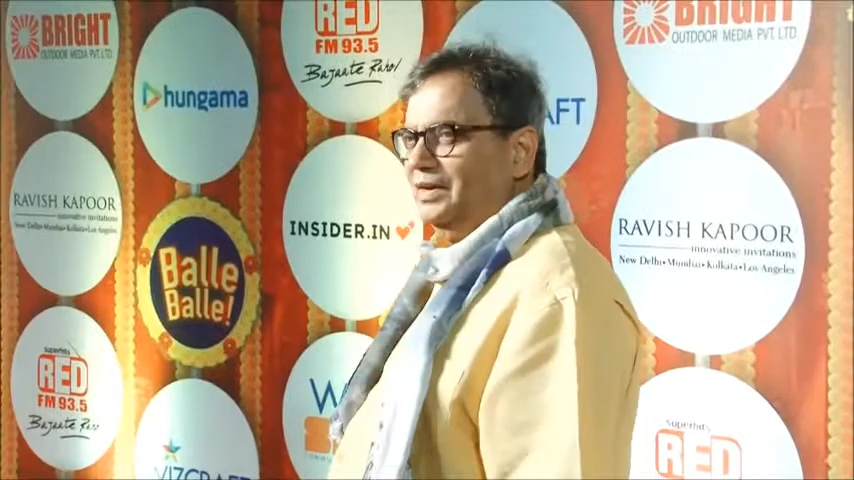 BRIGHT
OUTDOOR MEDIA PVT LTD.
hungama
RED
FM 93.5
Bajaate Raho!
BRIGHT
OUTDOOR MEDIA PVT LTD.
AFT
RAVISH KAPOOR
innovative invitations
New Delhi•Mumbai•Kolkata•Los Angeles
Balle
Balle!
INSIDER.IN
RAVISH KAPOOR
innovative invitations
New Delhi•Mumbai•Kolkata•Los Angeles
superhits
RED
FM 93.5
Bajaate Raho!
VIZCRAFT
superhits
RED